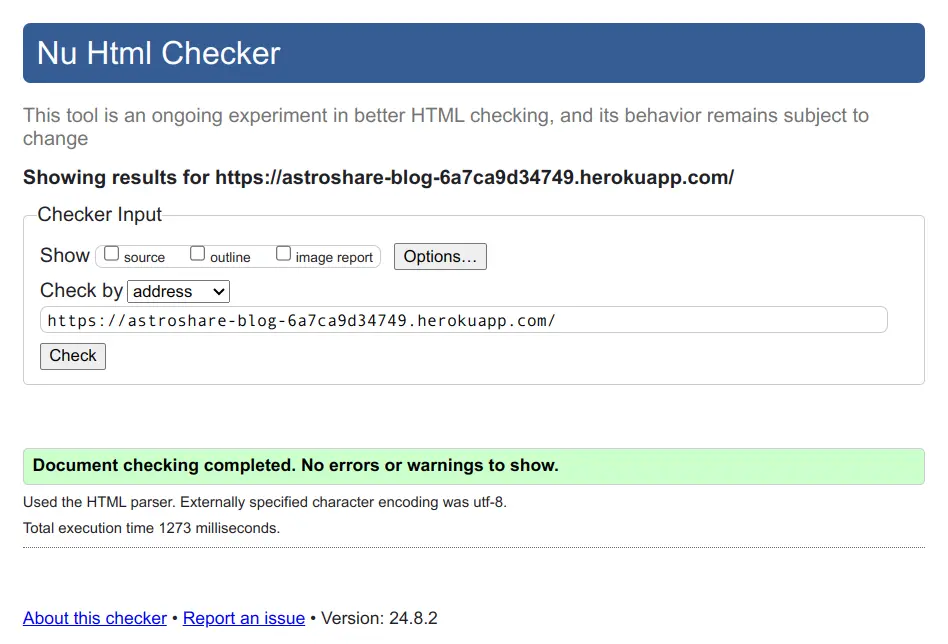 Nu Html Checker
This tool is an ongoing experiment in better HTML checking, and its behavior remains subject to
change
Showing results for https://astroshare-blog-6a7ca9d34749.herokuapp.com/
Checker Input
Show source outline image report Options...
Check by address
https://astroshare-blog-6a7ca9d34749.herokuapp.com/
Check
Document checking completed. No errors or warnings to show.
Used the HTML parser. Externally specified character encoding was utf-8.
Total execution time 1273 milliseconds.
About this checker • Report an issue • Version: 24.8.2